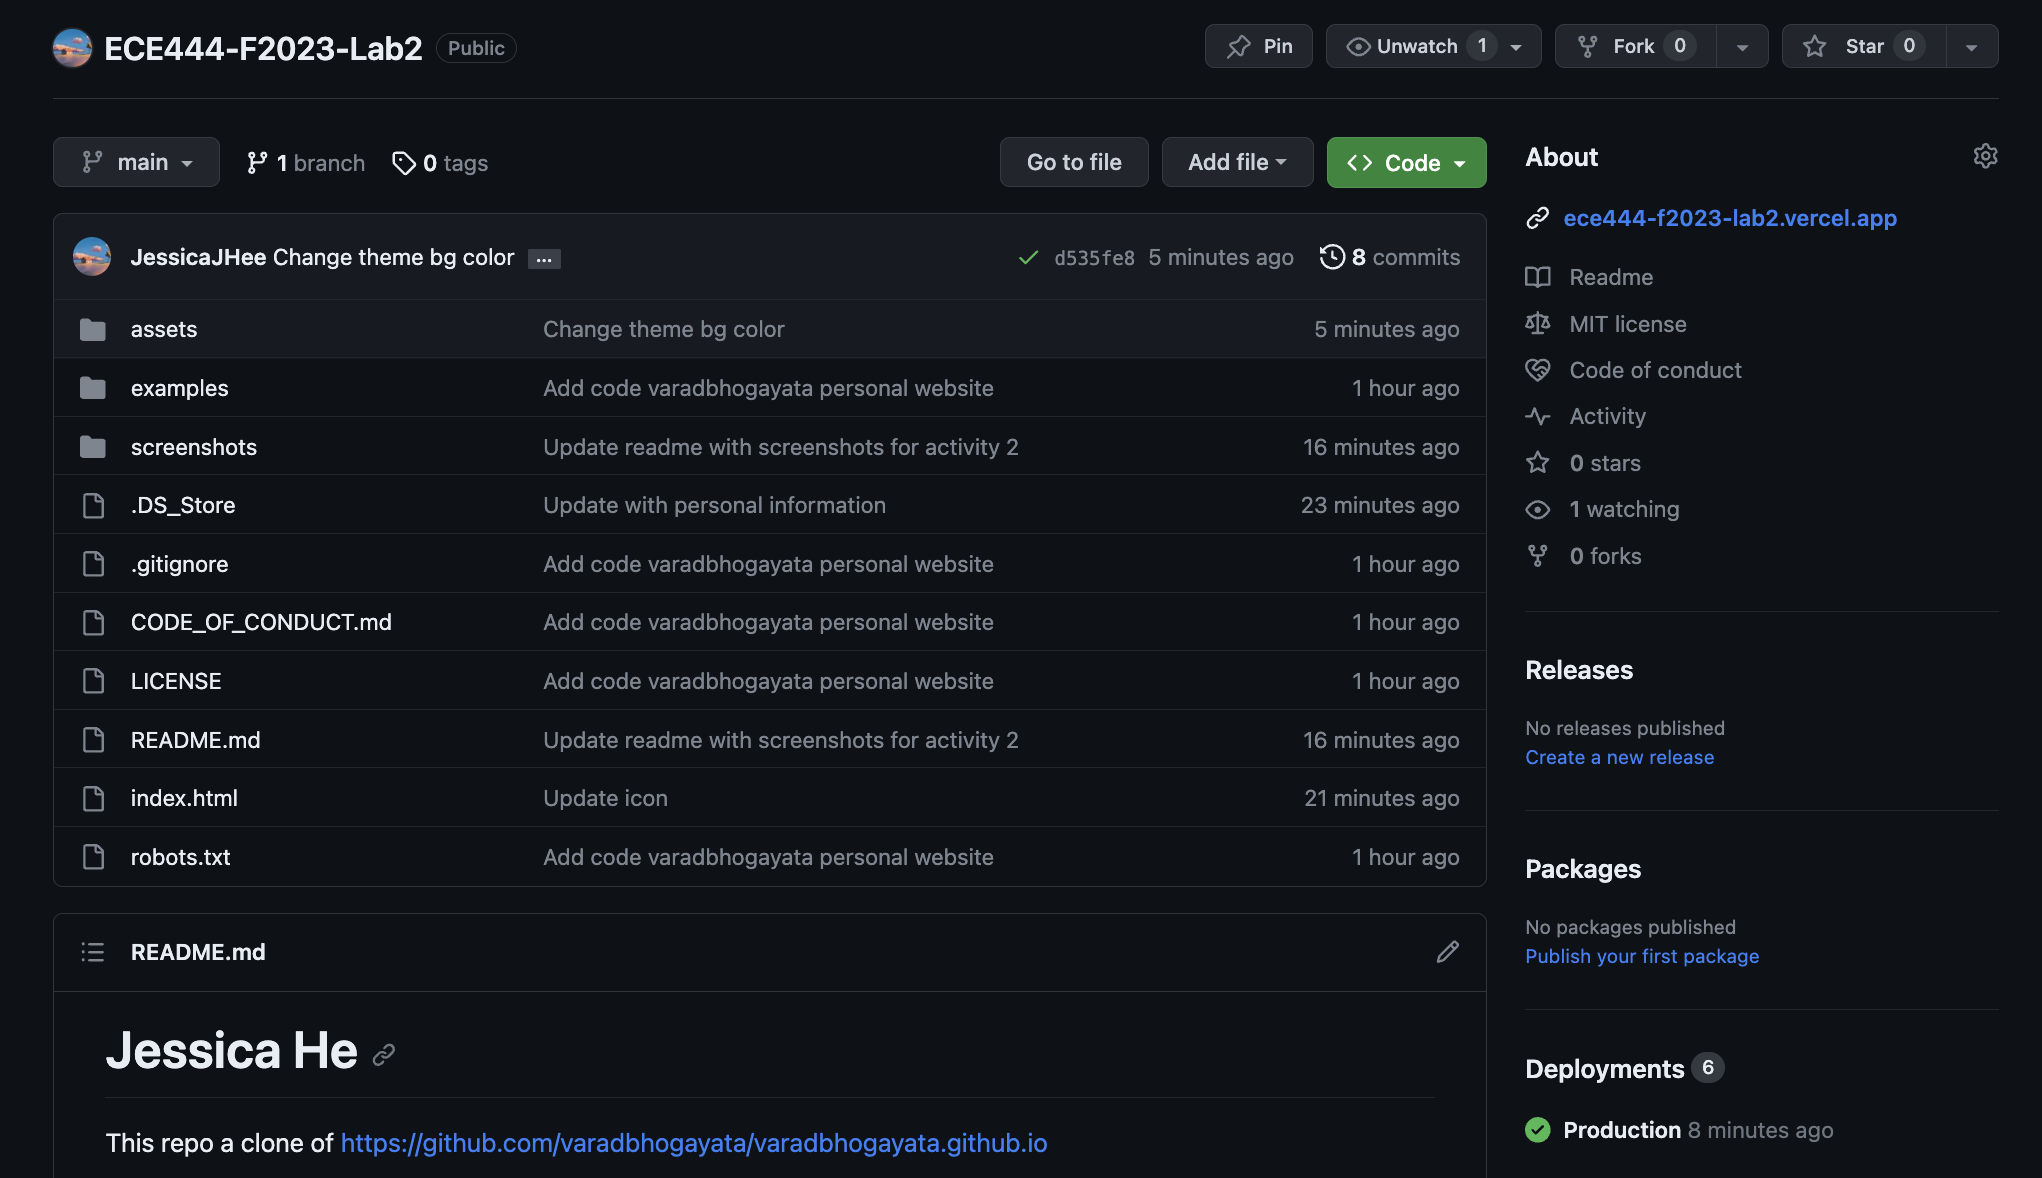 ECE444-F2023-Lab2 Public Pin Unwatch 1 Fork 0 Star 0
main 1 branch 0 tags Go to file Add file <> Code
JessicaJHee Change theme bg color ... d535fe8 5 minutes ago 8 commits
assets Change theme bg color 5 minutes ago
examples Add code varadbhogayata personal website 1 hour ago
screenshots Update readme with screenshots for activity 2 16 minutes ago
.DS_Store Update with personal information 23 minutes ago
.gitignore Add code varadbhogayata personal website 1 hour ago
CODE_OF_CONDUCT.md Add code varadbhogayata personal website 1 hour ago
LICENSE Add code varadbhogayata personal website 1 hour ago
README.md Update readme with screenshots for activity 2 16 minutes ago
index.html Update icon 21 minutes ago
robots.txt Add code varadbhogayata personal website 1 hour ago
README.md
Jessica He
This repo a clone of https://github.com/varadbhogayata/varadbhogayata.github.io
About
ece444-f2023-lab2.vercel.app
Readme
MIT license
Code of conduct
Activity
0 stars
1 watching
0 forks
Releases
No releases published
Create a new release
Packages
No packages published
Publish your first package
Deployments 6
Production 8 minutes ago